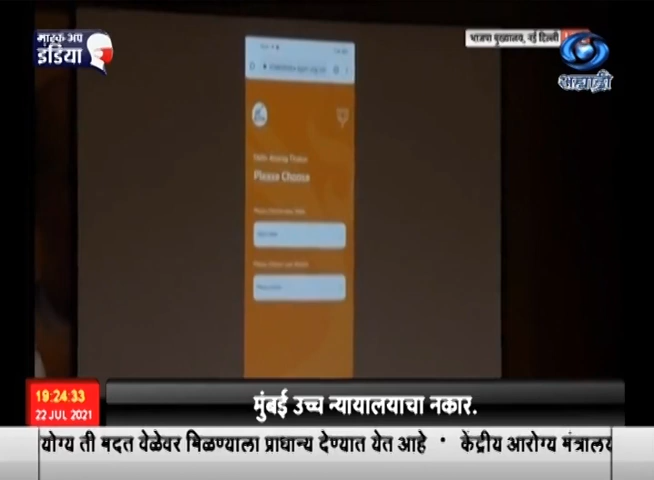 मास्क अप
इंडिया
भाजपा मुख्यालय, नई दिल्ली
सह्याद्री
Please Choose
19:24:33
22 JUL 2021
मुंबई उच्च न्यायालयाचा नकार.
योग्य ती मदत वेळेवर मिळण्याला प्राधान्य देण्यात येत आहे • केंद्रीय आरोग्य मंत्रालय